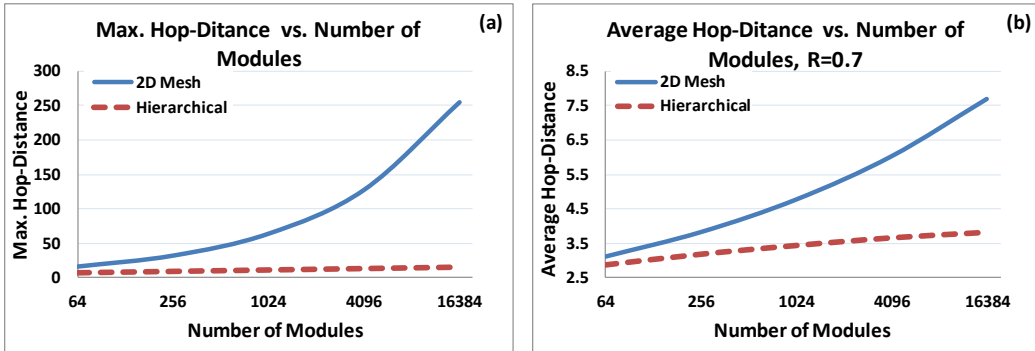 Max. Hop-Ditance vs. Number of
Modules
(a)
300
250
200
150
100
50
0
2D Mesh
Hierarchical
Max. Hop-Distance
64
256
1024
4096
16384
Number of Modules
Average Hop-Ditance vs. Number of
Modules, R=0.7
(b)
8.5
7.5
6.5
5.5
4.5
3.5
2.5
2D Mesh
Hierarchical
Average Hop-Distance
64
256
1024
4096
16384
Number of Modules